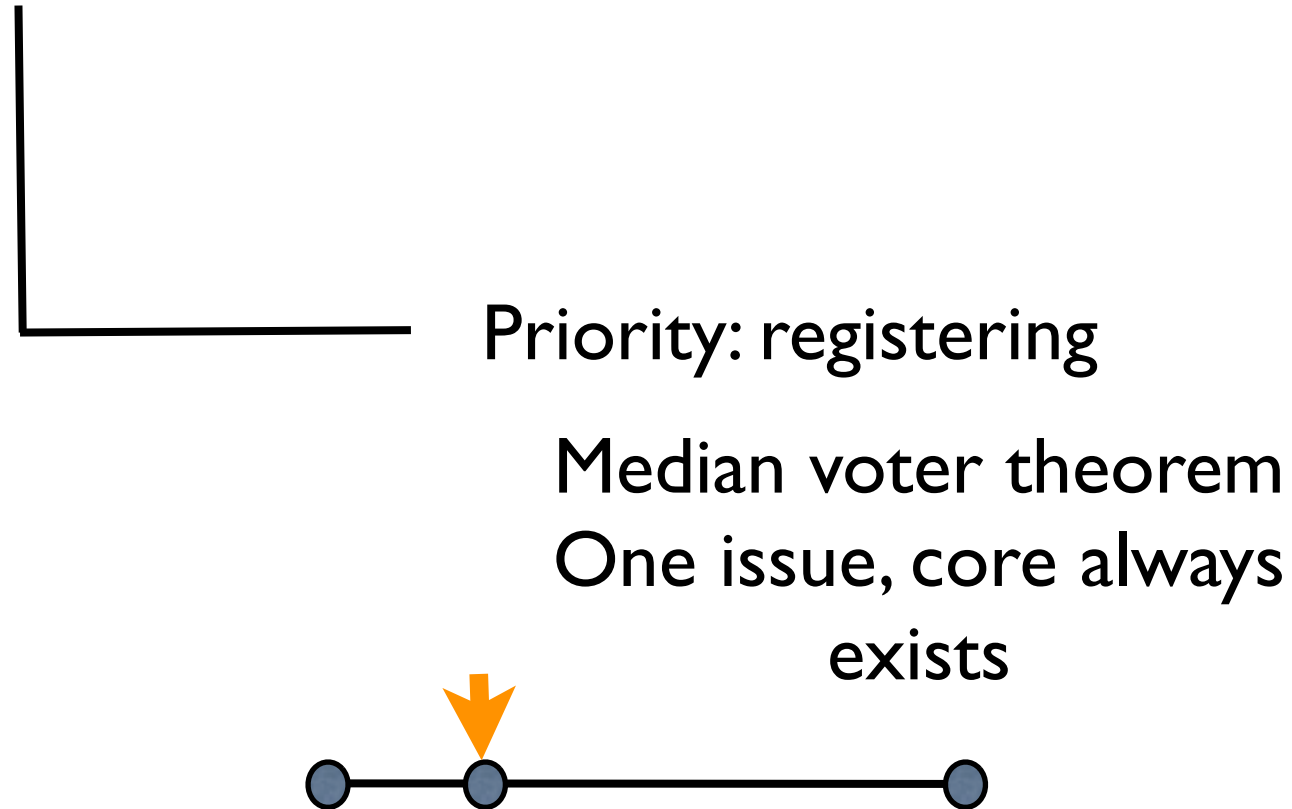 Priority: registering
Median voter theorem
One issue, core always
exists